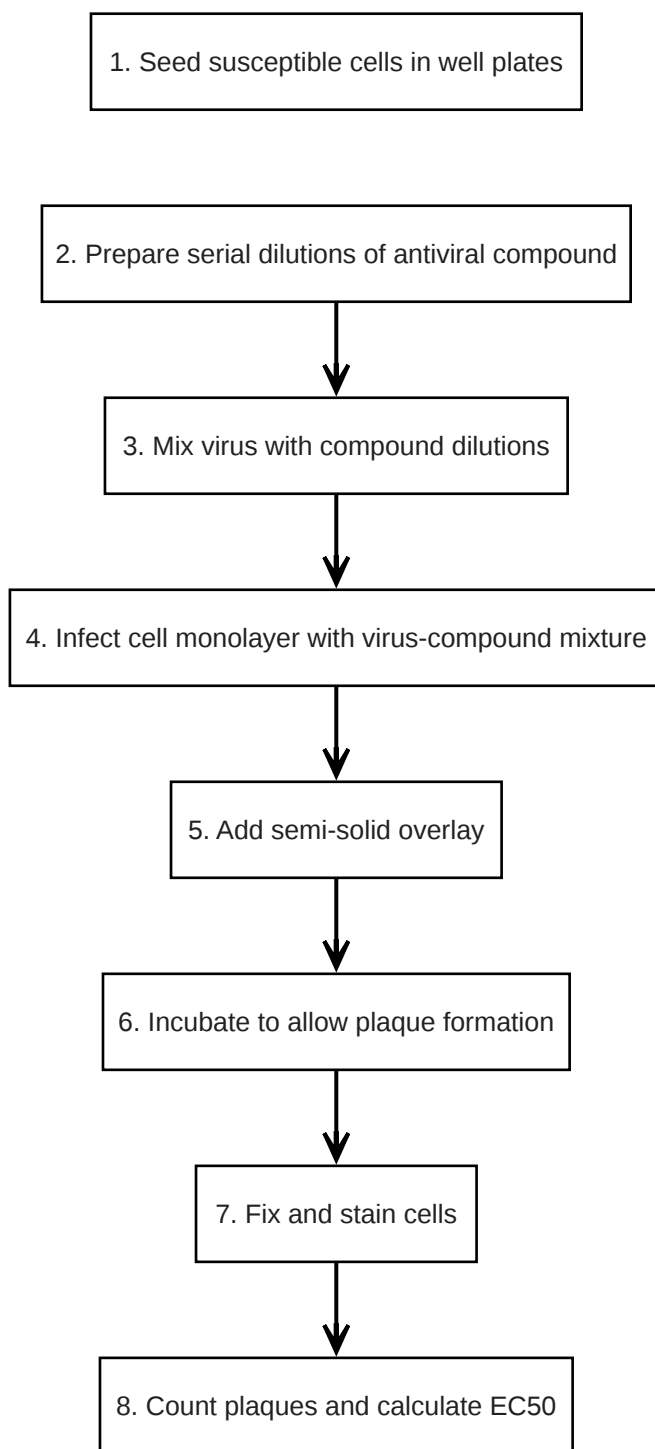 1. Seed susceptible cells in well plates
2. Prepare serial dilutions of antiviral compound
3. Mix virus with compound dilutions
4. Infect cell monolayer with virus-compound mixture
5. Add semi-solid overlay
6. Incubate to allow plaque formation
7. Fix and stain cells
8. Count plaques and calculate EC50